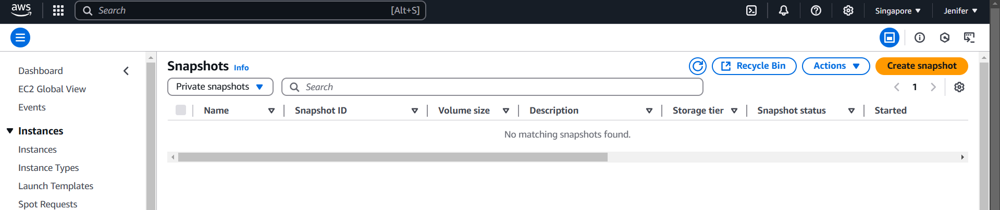 aws Search [Alt+S] Singapore Jenifer
Dashboard
EC2 Global View
Events
Instances
Instances
Instance Types
Launch Templates
Spot Requests
Snapshots Info Recycle Bin Actions Create snapshot
Private snapshots Search 1
Name Snapshot ID Volume size Description Storage tier Snapshot status Started
No matching snapshots found.